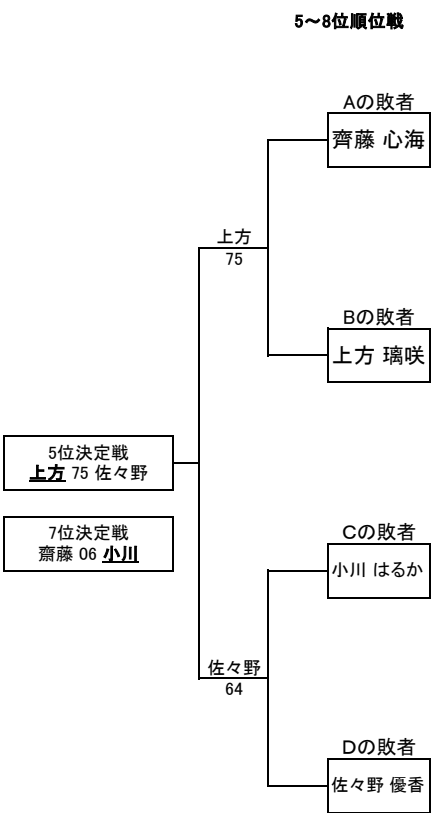 5～8位順位戦
Aの敗者
齊藤 心海
上方
75
Bの敗者
上方 璃咲
5位決定戦
上方 75 佐々野
7位決定戦
齋藤 06 小川
Cの敗者
小川 はるか
佐々野
64
Dの敗者
佐々野 優香